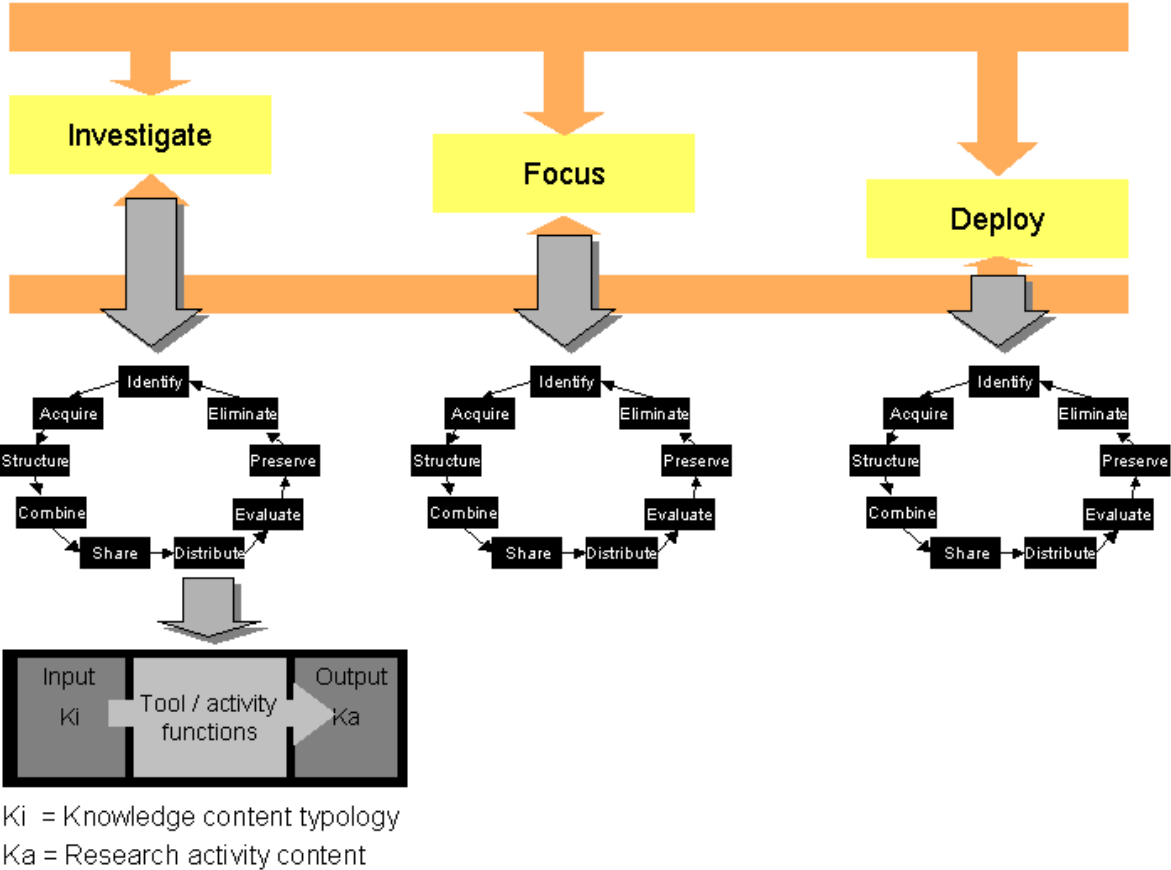 Investigate
Focus
Deploy
Identify
Acquire
Eliminate
Structure
Preserve
Combine
Evaluate
Share
Distribute
Identify
Acquire
Eliminate
Structure
Preserve
Combine
Evaluate
Share
Distribute
Identify
Acquire
Eliminate
Structure
Preserve
Combine
Evaluate
Share
Distribute
Input
Ki
Tool / activity
functions
Output
Ka
Ki = Knowledge content typology
Ka = Research activity content